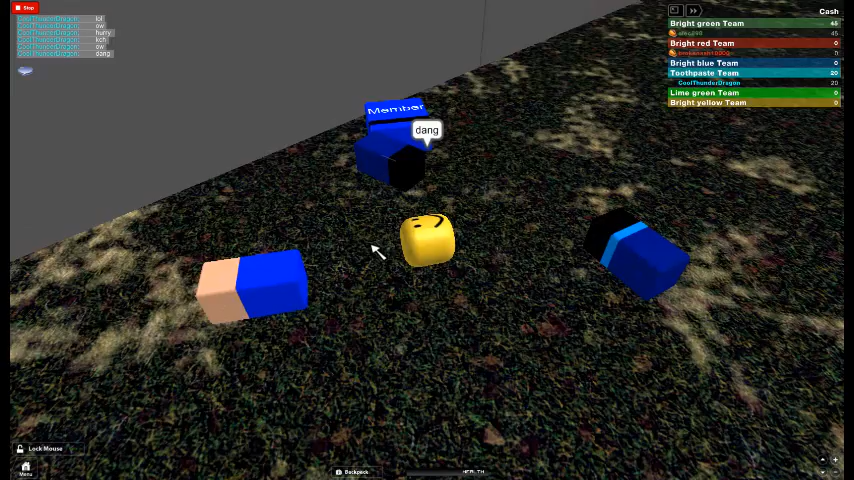 Stop
CoolThunderDragon: lol
CoolThunderDragon: ow
CoolThunderDragon: hurry
CoolThunderDragon: kch
CoolThunderDragon: ow
CoolThunderDragon: dang
Cash
Bright green Team 45
45
Bright red Team 0
0
Bright blue Team 0
Toothpaste Team 20
CoolThunderDragon 20
Lime green Team 0
Bright yellow Team 0
Member
dang
Lock Mouse
Menu
Backpack
HEALTH